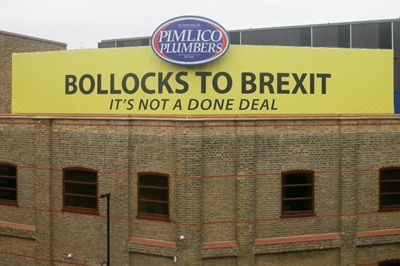 PIMLICO
PLUMBERS
BOLLOCKS TO BREXIT
IT'S NOT A DONE DEAL